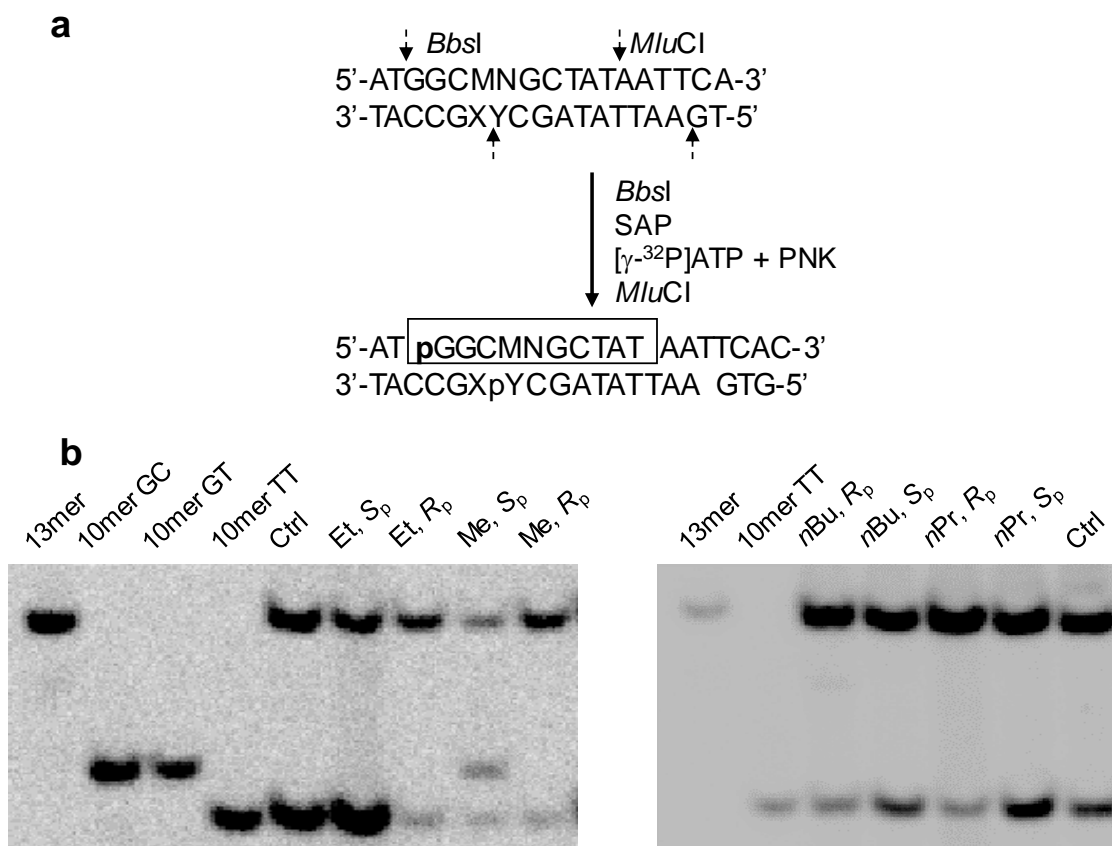 a
BbsI MluCI
5’-ATGGCMNGCTATAATTCA-3’
3’-TACCGXYCGATATTAAGT-5’
BbsI
SAP
[γ-32P]ATP + PNK
MluCI
5’-AT pGGCMNGCTAT AATTCAC-3’
3’-TACCGXpYCGATATTAA GTG-5’
b
13mer 10mer GC 10mer GT 10mer TT Ctrl Et, Sp Et, Rp Me, Sp Me, Rp
13mer 10mer TT nBu, Rp nBu, Sp nPr, Rp nPr, Sp Ctrl